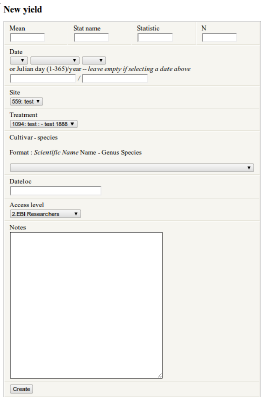 New yield
Mean Stat name Statistic N
Date
or Julian day (1-365)/year -- leave empty if selecting a date above
/
Site
559: test
Treatment
1094: test : - test 1888
Cultivar - species
Format : Scientific Name Name - Genus Species
Dateloc
Access level
2.EBI Researchers
Notes
Create